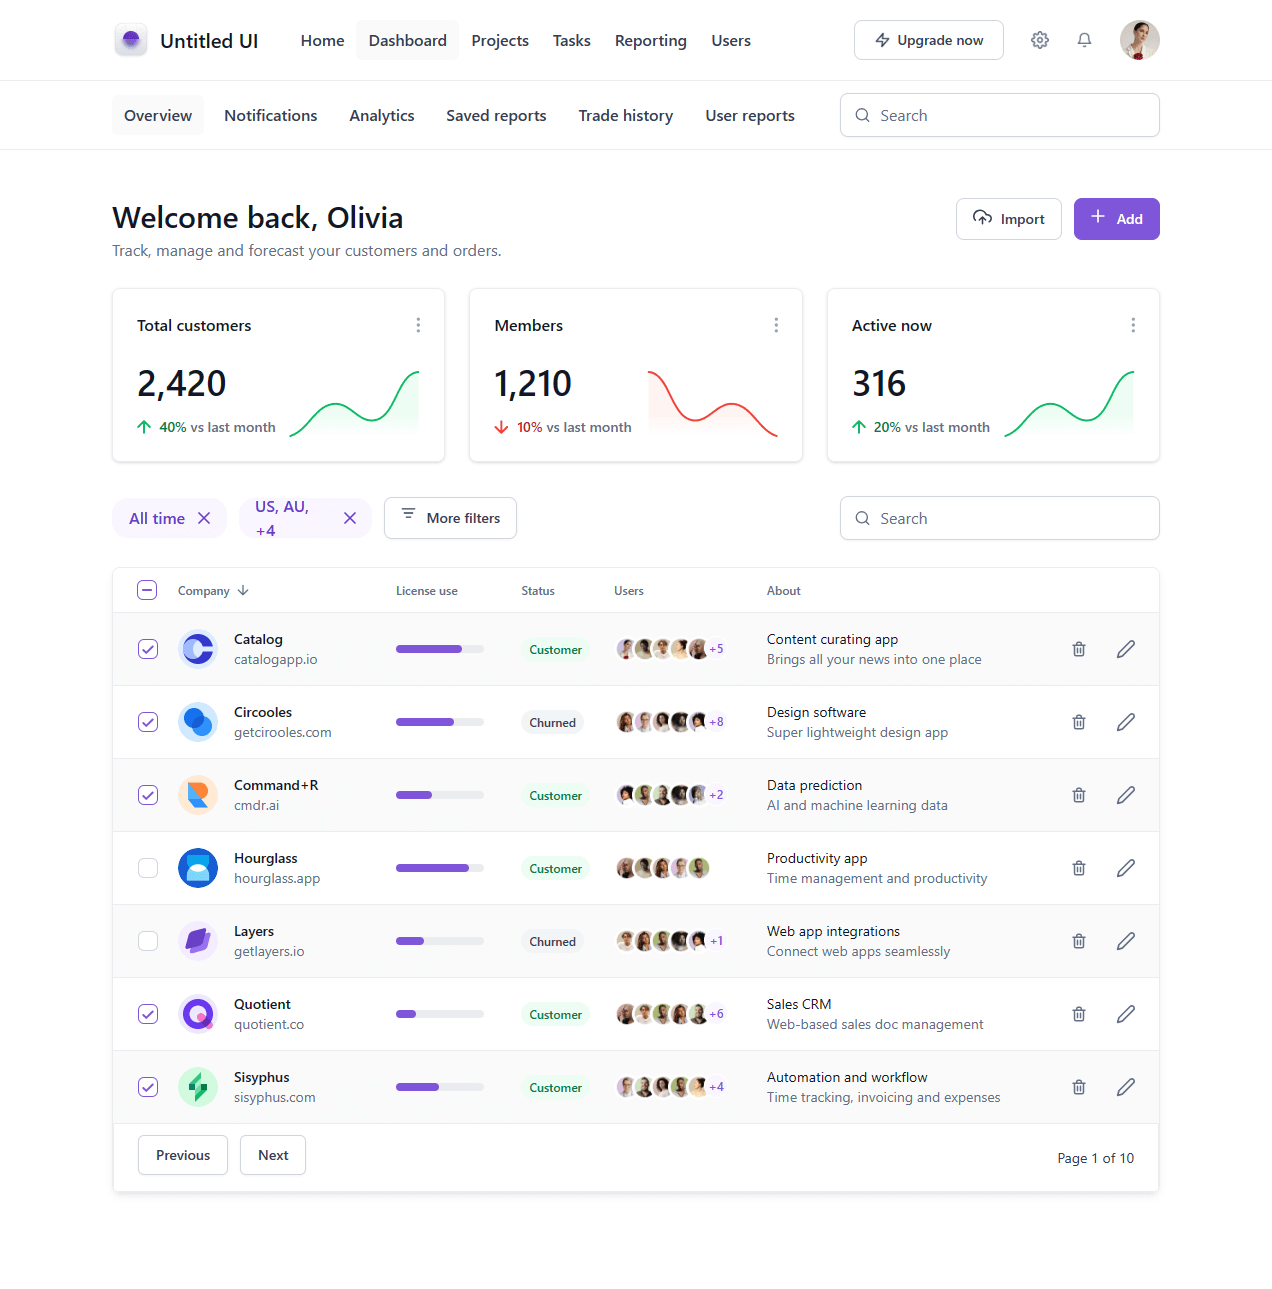 Untitled UI
Home
Dashboard
Projects
Tasks
Reporting
Users
Upgrade now
Overview
Notifications
Analytics
Saved reports
Trade history
User reports
Search
Welcome back, Olivia
Track, manage and forecast your customers and orders.
Import
Add
Total customers
2,420
40% vs last month
Members
1,210
10% vs last month
Active now
316
20% vs last month
All time
US, AU,
+4
More filters
Search
Company
License use
Status
Users
About
Catalog
catalogapp.io
Customer
+5
Content curating app
Brings all your news into one place
Circooles
getcirooles.com
Churned
+8
Design software
Super lightweight design app
Command+R
cmdr.ai
Customer
+2
Data prediction
AI and machine learning data
Hourglass
hourglass.app
Customer
Productivity app
Time management and productivity
Layers
getlayers.io
Churned
+1
Web app integrations
Connect web apps seamlessly
Quotient
quotient.co
Customer
+6
Sales CRM
Web-based sales doc management
Sisyphus
sisyphus.com
Customer
+4
Automation and workflow
Time tracking, invoicing and expenses
Previous
Next
Page 1 of 10